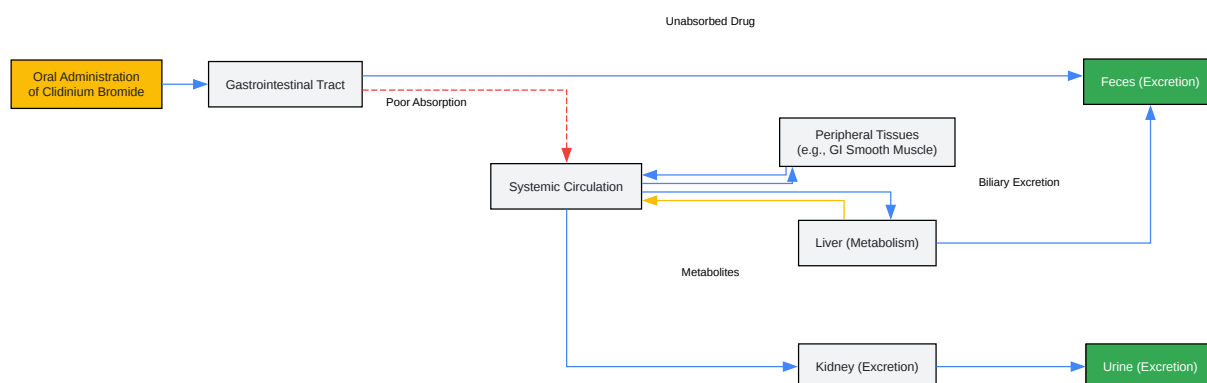 Unabsorbed Drug
Oral Administration
of Clidinium Bromide
Gastrointestinal Tract
Feces (Excretion)
Poor Absorption
Peripheral Tissues
(e.g., GI Smooth Muscle)
Systemic Circulation
Biliary Excretion
Liver (Metabolism)
Metabolites
Kidney (Excretion)
Urine (Excretion)